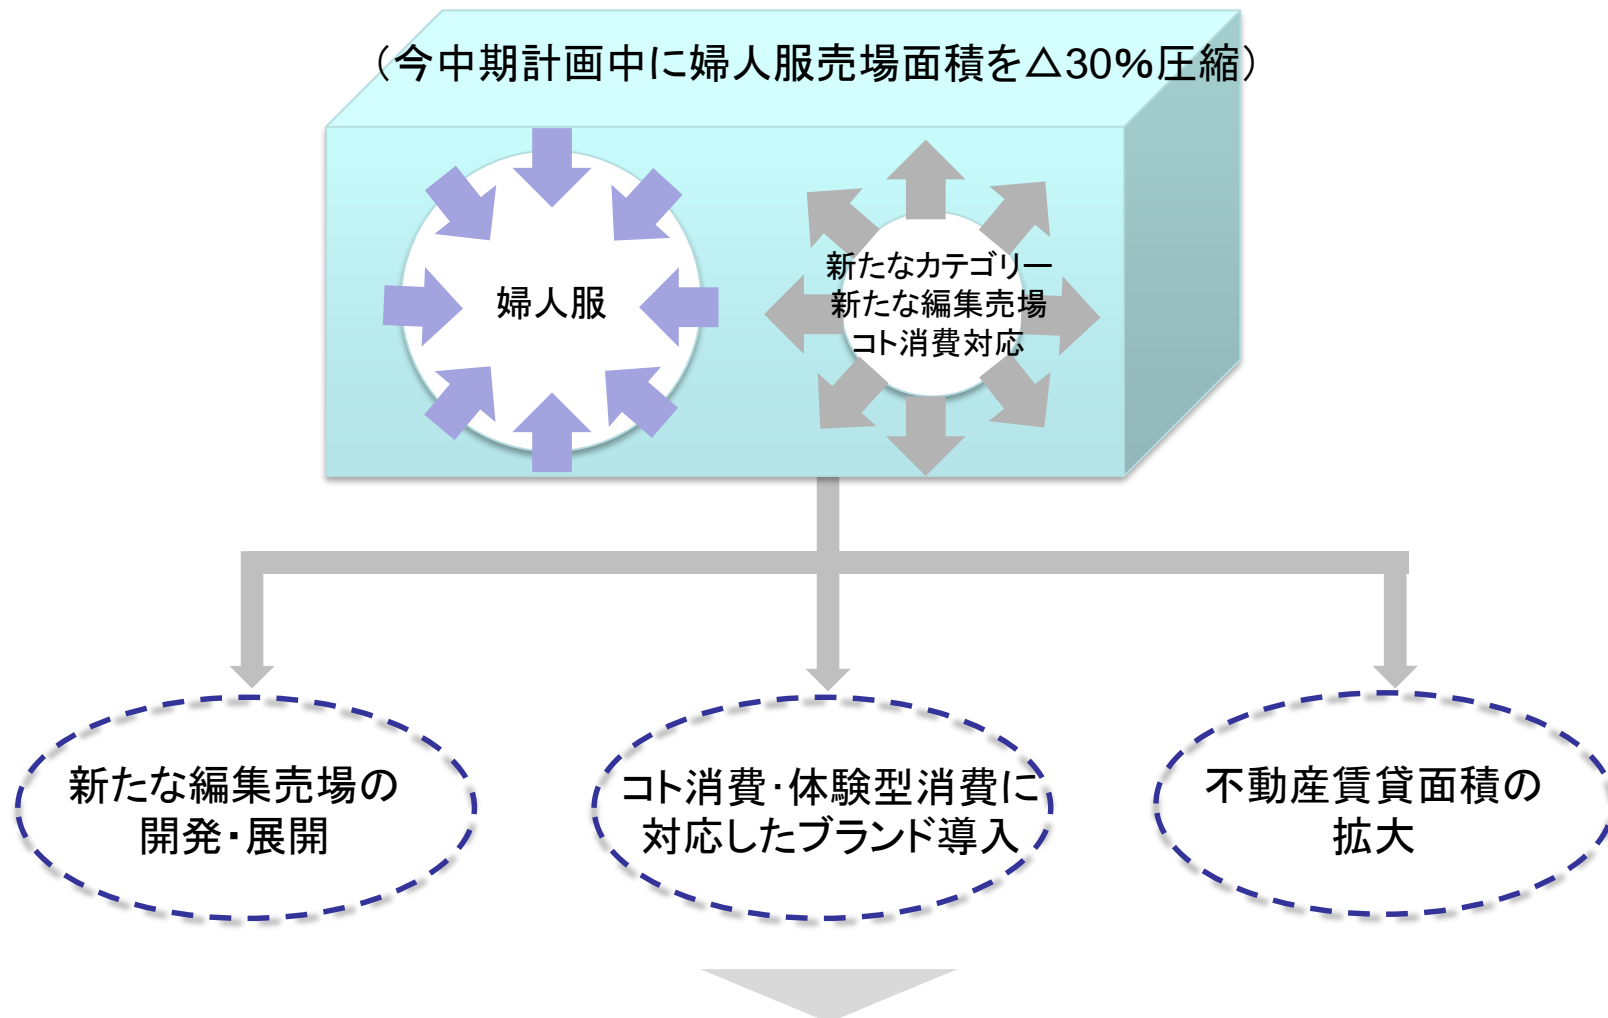 （今中期計画中に婦人服売場面積を△30%圧縮）
婦人服
新たなカテゴリー
新たな編集売場
コト消費対応
新たな編集売場の
開発・展開
コト消費・体験型消費に
対応したブランド導入
不動産賃貸面積の
拡大